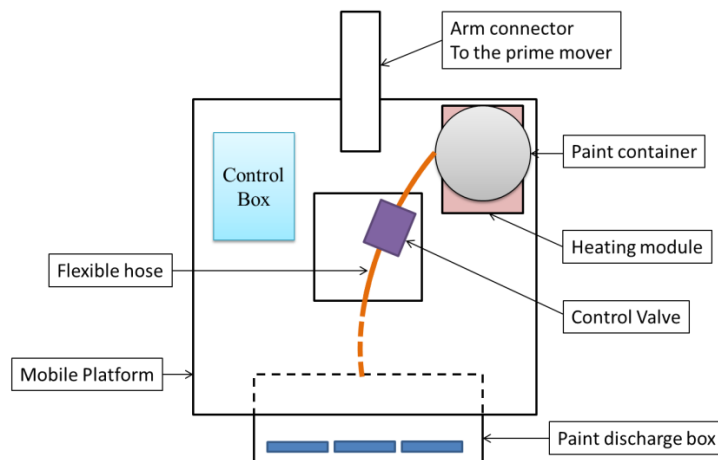 Arm connector
To the prime mover
Control
Box
Paint container
Heating module
Flexible hose
Control Valve
Mobile Platform
Paint discharge box